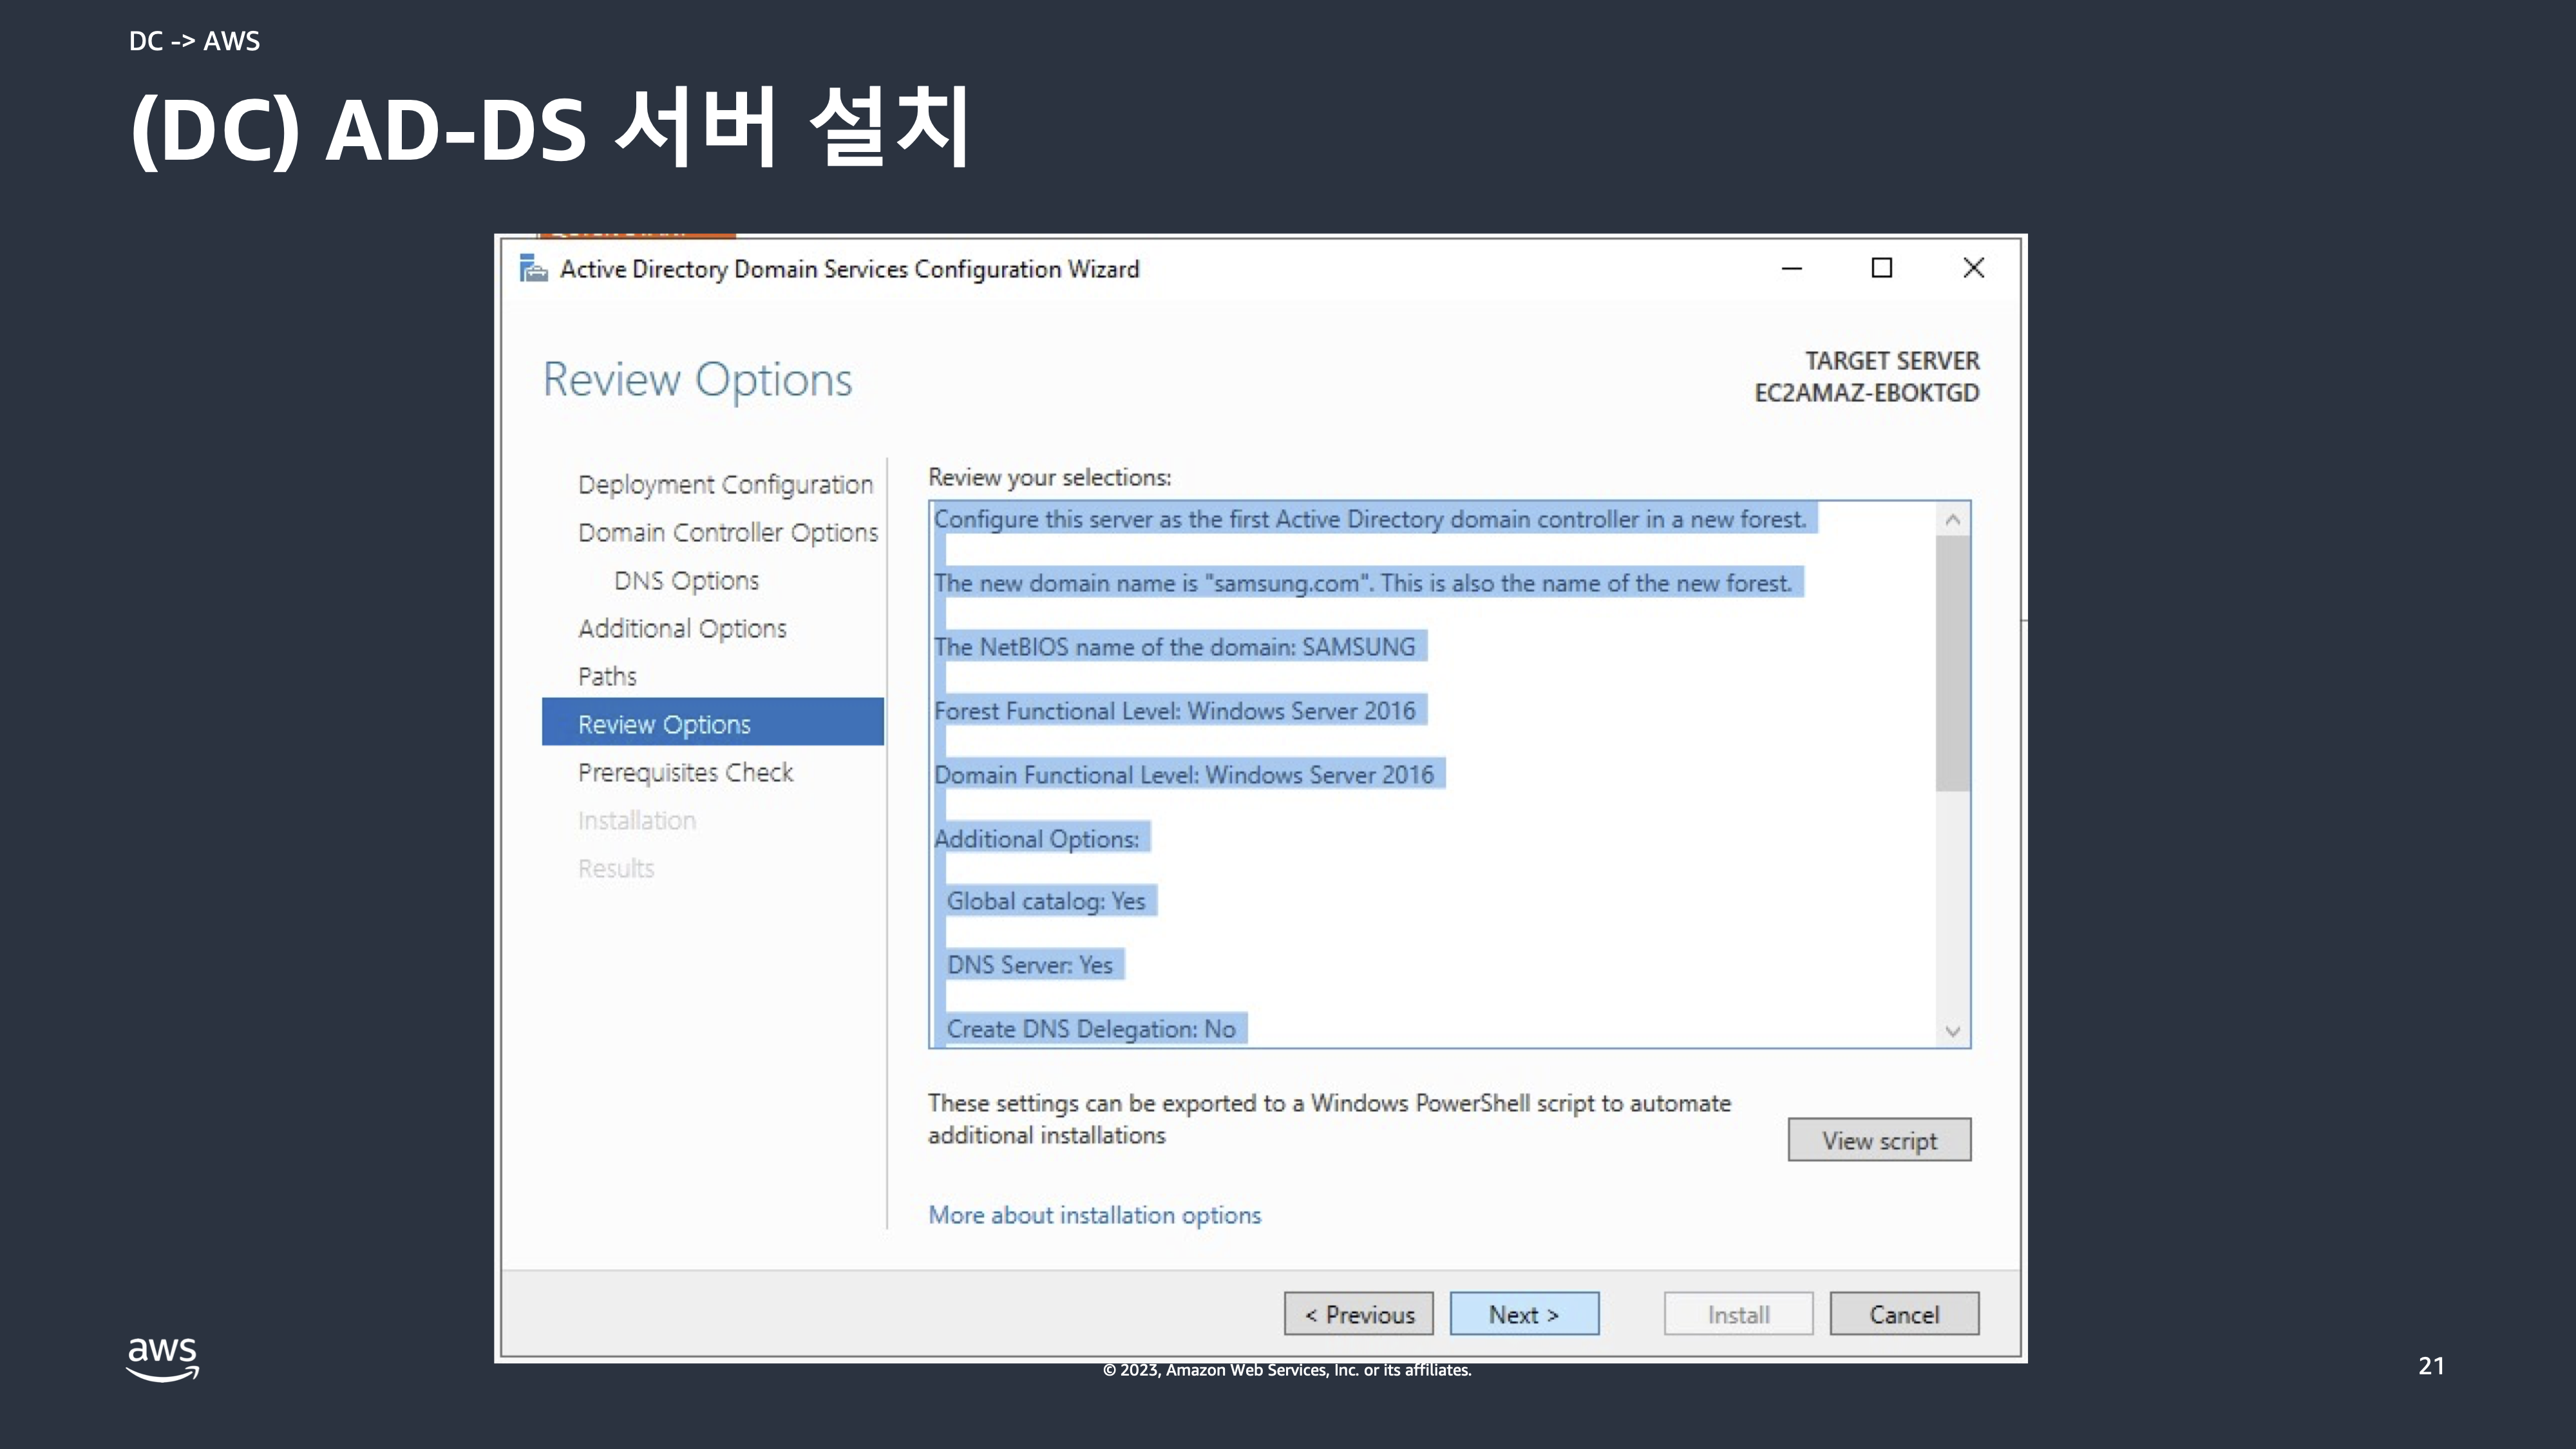 DC -> AWS
(DC) AD-DS 서버 설치
Active Directory Domain Services Configuration Wizard
Review Options
TARGET SERVER
EC2AMAZ-EBOKTGD
Deployment Configuration
Domain Controller Options
DNS Options
Additional Options
Paths
Review Options
Prerequisites Check
Installation
Results
Review your selections:
Configure this server as the first Active Directory domain controller in a new forest.
The new domain name is "samsung.com". This is also the name of the new forest.
The NetBIOS name of the domain: SAMSUNG
Forest Functional Level: Windows Server 2016
Domain Functional Level: Windows Server 2016
Additional Options:
Global catalog: Yes
DNS Server: Yes
Create DNS Delegation: No
These settings can be exported to a Windows PowerShell script to automate
additional installations
View script
More about installation options
< Previous
Next >
Install
Cancel
aws
© 2023, Amazon Web Services, Inc. or its affiliates.
21